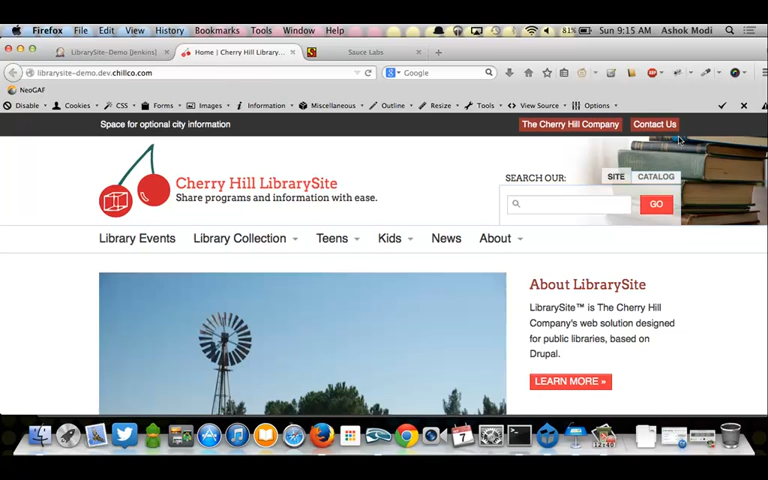 Firefox File Edit View History Bookmarks Tools Window Help 81% Sun 9:15 AM Ashok Modi
LibrarySite-Demo [Jenkins] Home | Cherry Hill Library... Sauce Labs
librarysite-demo.dev.chillco.com Google
NeoGAF
Disable Cookies CSS Forms Images Information Miscellaneous Outline Resize Tools View Source Options
Space for optional city information The Cherry Hill Company Contact Us
Cherry Hill LibrarySite
Share programs and information with ease.
SEARCH OUR: SITE CATALOG
GO
Library Events Library Collection Teens Kids News About
About LibrarySite
LibrarySite™ is The Cherry Hill
Company's web solution designed
for public libraries, based on
Drupal.
LEARN MORE »
7